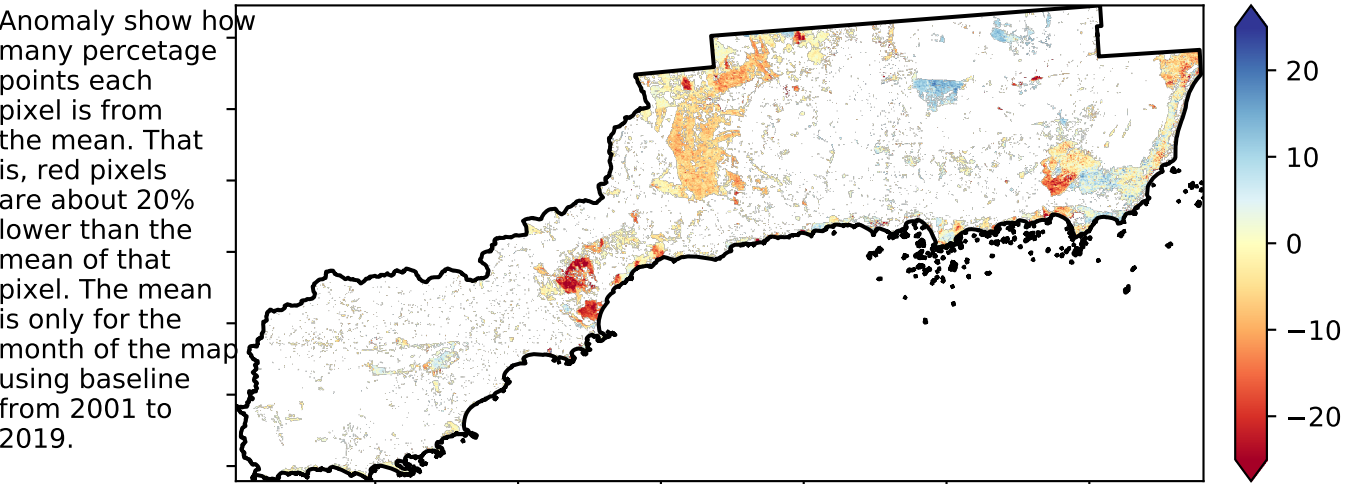 Anomaly show how
many percetage
points each
pixel is from
the mean. That
is, red pixels
are about 20%
lower than the
mean of that
pixel. The mean
is only for the
month of the map
using baseline
from 2001 to
2019.
20
10
0
−10
−20